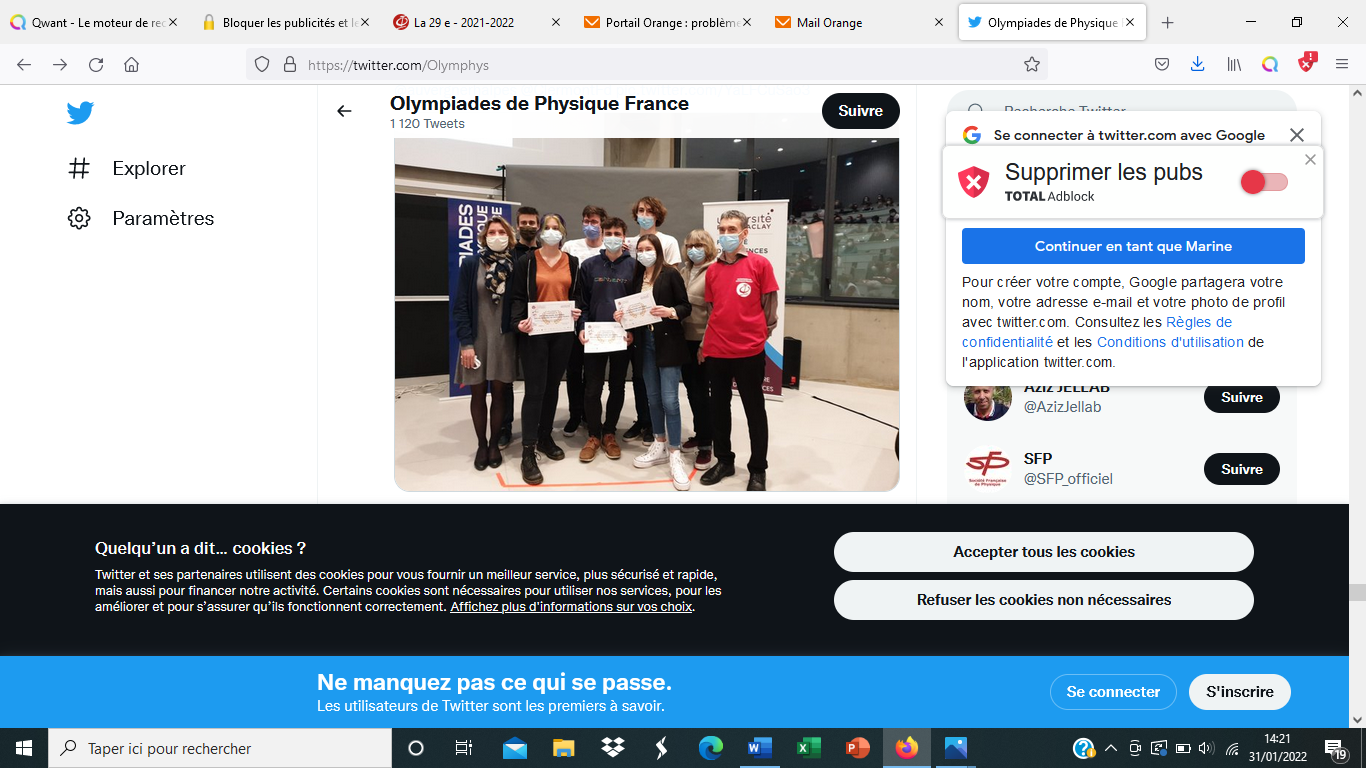 Qwant - Le moteur de rec
Bloquer les publicités et le
La 29 e - 2021-2022
Portail Orange : problème
Mail Orange
Olympiades de Physique F
https://twitter.com/Olymphys
Explorer
Paramètres
Olympiades de Physique France
1 120 Tweets
Suivre
Recherche Twitter
Se connecter à twitter.com avec Google
Supprimer les pubs
TOTAL Adblock
Continuer en tant que Marine
Pour créer votre compte, Google partagera votre
nom, votre adresse e-mail et votre photo de profil
avec twitter.com. Consultez les Règles de
confidentialité et les Conditions d'utilisation de
l'application twitter.com.
Aziz JELLAB
@AzizJellab
Suivre
SFP
@SFP_officiel
Suivre
sfp
Société Française
de Physique
Quelqu'un a dit… cookies ?
Twitter et ses partenaires utilisent des cookies pour vous fournir un meilleur service, plus sécurisé et rapide,
mais aussi pour financer notre activité. Certains cookies sont nécessaires pour utiliser nos services, pour les
améliorer et pour s'assurer qu'ils fonctionnent correctement. Affichez plus d'informations sur vos choix.
Accepter tous les cookies
Refuser les cookies non nécessaires
Ne manquez pas ce qui se passe.
Les utilisateurs de Twitter sont les premiers à savoir.
Se connecter
S'inscrire
Taper ici pour rechercher
14:21
31/01/2022
19